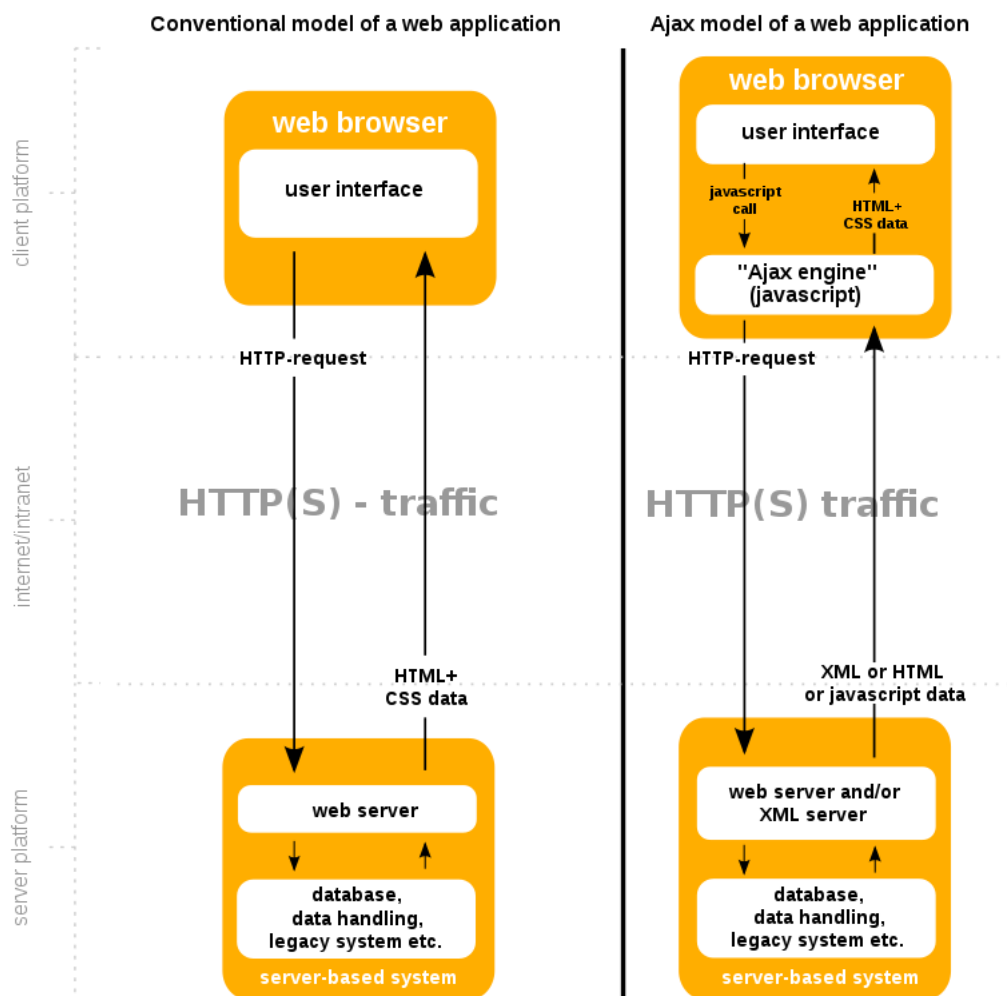 Conventional model of a web application
Ajax model of a web application
client platform
internet/intranet
server platform
web browser
user interface
HTTP-request
HTTP(S) - traffic
HTML+
CSS data
web server
database,
data handling,
legacy system etc.
server-based system
web browser
user interface
javascript
call
HTML+
CSS data
"Ajax engine"
(javascript)
HTTP-request
HTTP(S) traffic
XML or HTML
or javascript data
web server and/or
XML server
database,
data handling,
legacy system etc.
server-based system